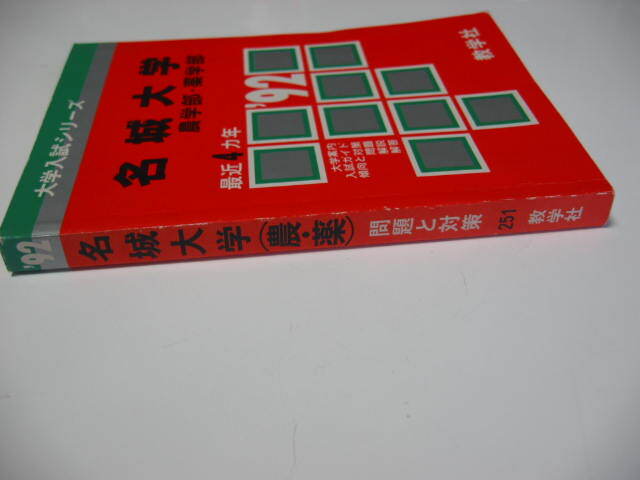 大学入試シリーズ
名城大学
農学部・薬学部
最近4カ年
'92
大学案内
入試ガイド
傾向と対策
問題
解説
解答
教学社
'92
名城大学(農・薬)
問題と対策
251
教学社